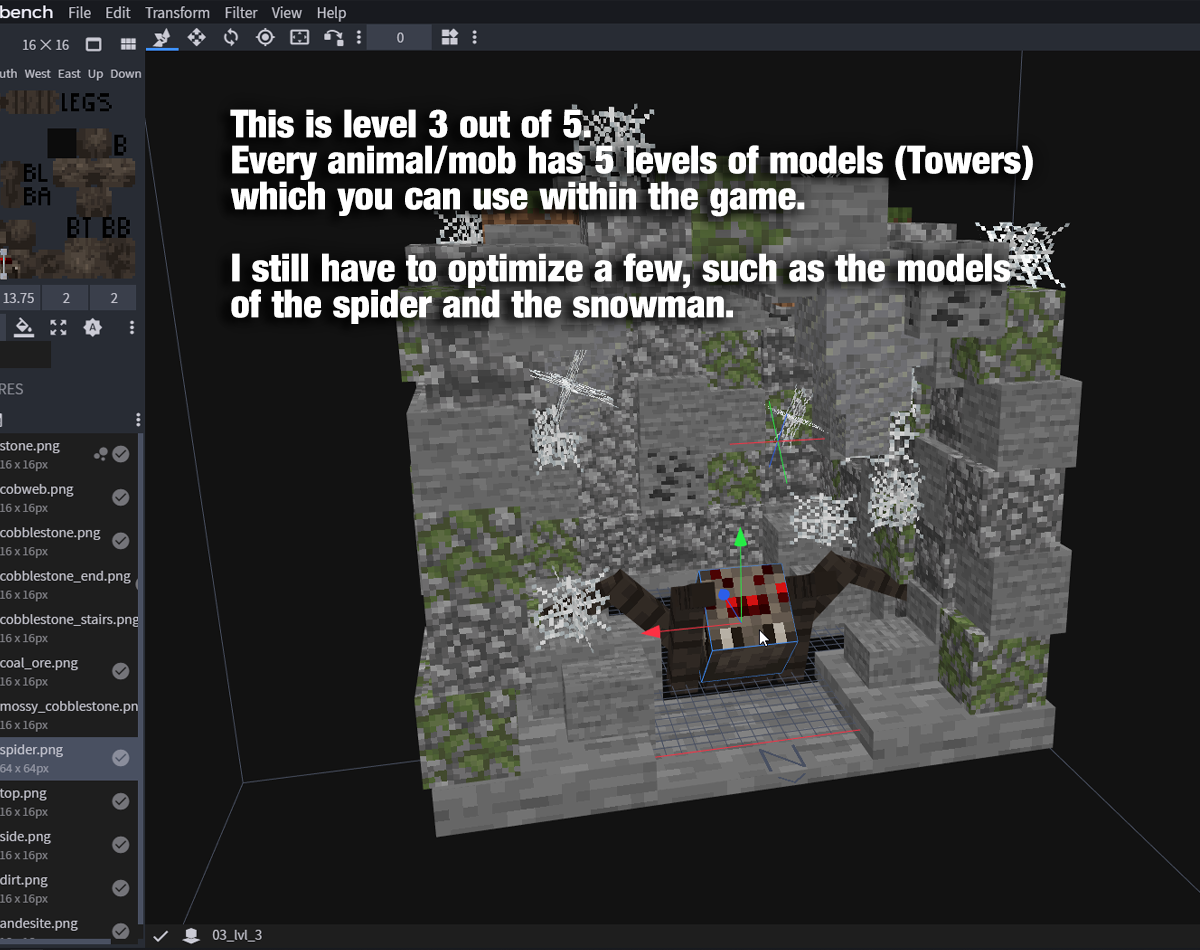 bench File Edit Transform Filter View Help
16 × 16
0
uth West East Up Down
LEGS
B
BL
BA
BT BB
13.75 2 2
RES
stone.png
16 x 16px
cobweb.png
16 x 16px
cobblestone.png
16 x 16px
cobblestone_end.png
16 x 16px
cobblestone_stairs.png
16 x 16px
coal_ore.png
16 x 16px
mossy_cobblestone.pn
16 x 16px
spider.png
64 x 64px
top.png
16 x 16px
side.png
16 x 16px
dirt.png
16 x 16px
andesite.png
This is level 3 out of 5.
Every animal/mob has 5 levels of models (Towers)
which you can use within the game.
I still have to optimize a few, such as the models
of the spider and the snowman.
N
03_lvl_3